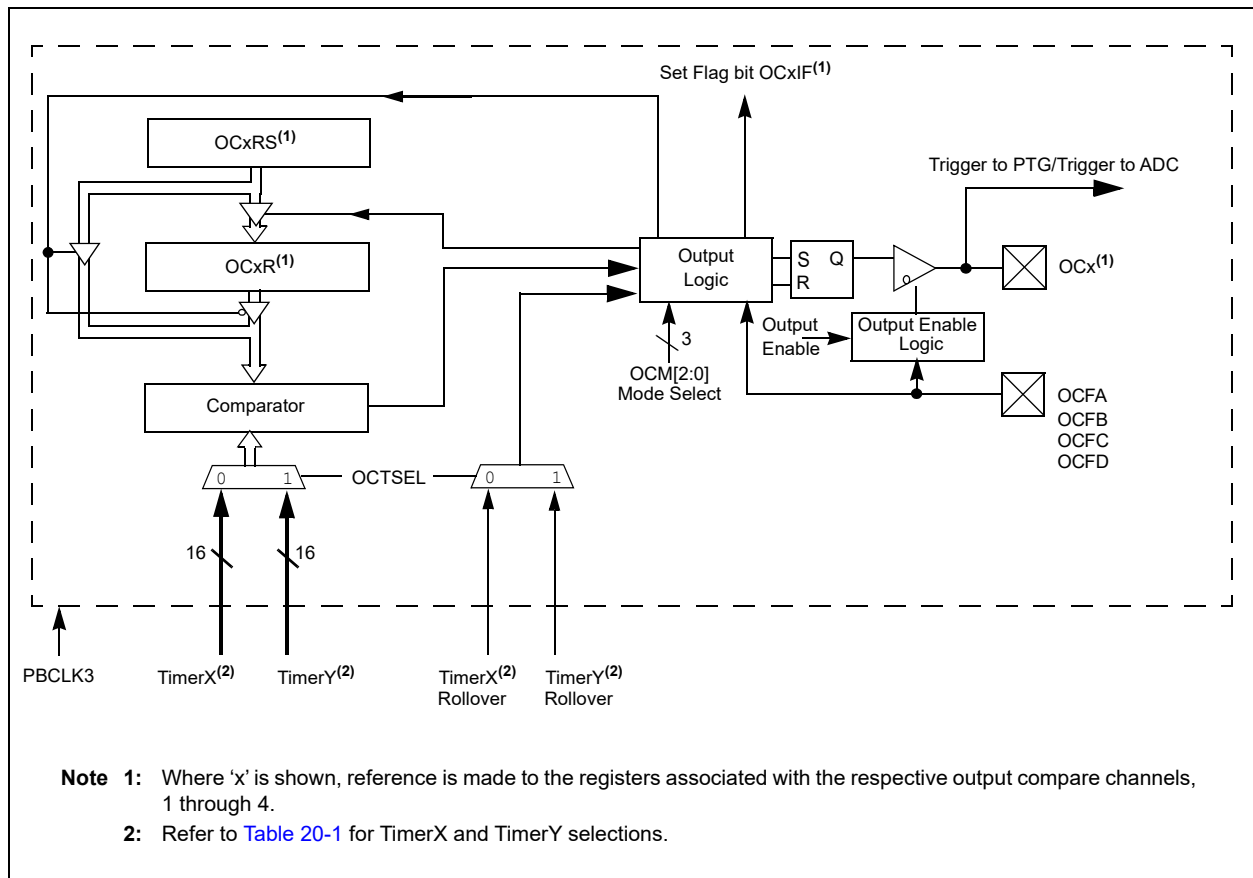 Set Flag bit OCxIF(1)
OCxRS(1)
Trigger to PTG/Trigger to ADC
OCxR(1)
Output
Logic
S Q
R
OCx(1)
Output
Enable
Output Enable
Logic
3
OCM[2:0]
Mode Select
Comparator
OCFA
OCFB
OCFC
OCFD
0 1
OCTSEL
0 1
16
16
PBCLK3
TimerX(2)
TimerY(2)
TimerX(2)
Rollover
TimerY(2)
Rollover
Note 1: Where ‘x’ is shown, reference is made to the registers associated with the respective output compare channels,
1 through 4.
2: Refer to Table 20-1 for TimerX and TimerY selections.